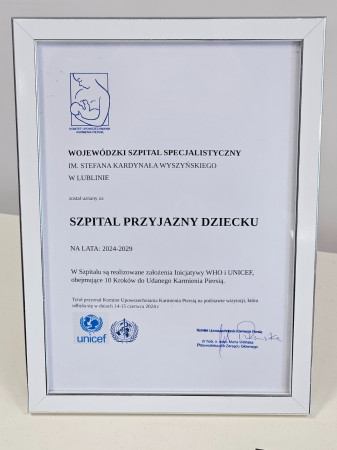 KOMITET UPOWSZECHNIANIA
KARMIENIA PIERSIĄ
WOJEWÓDZKI SZPITAL SPECJALISTYCZNY
IM. STEFANA KARDYNAŁA WYSZYŃSKIEGO
W LUBLINIE
został uznany za
SZPITAL PRZYJAZNY DZIECKU
NA LATA: 2024-2029
W Szpitalu są realizowane założenia Inicjatywy WHO i UNICEF,
obejmujące 10 Kroków do Udanego Karmienia Piersią.
Tytuł przyznał Komitet Upowszechniania Karmienia Piersią na podstawie wizytacji, która
odbyła się w dniach 14-15 czerwca 2024 r.
unicef
Komitet Upowszechniania Karmienia Piersią
Przewodnicząca Zarządu Głównego